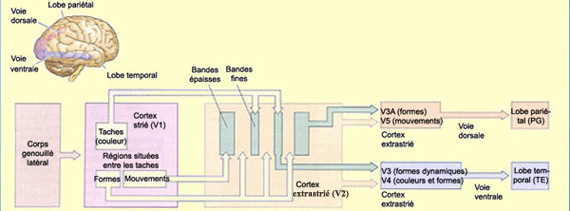 Voie
dorsale
Lobe pariétal
Voie
ventrale
Lobe temporal
Bandes
épaisses
Bandes
fines
Cortex
strié (V1)
Taches
(couleur)
Régions situées
entre les taches
Formes
Mouvements
Corps
genouillé
latéral
Cortex
extrastrié (V2)
V3A (formes)
V5 (mouvements)
Cortex
extrastrié
Voie
dorsale
Lobe parié-
tal (PG)
V3 (formes dynamiques)
V4 (couleurs et formes)
Cortex
extrastrié
Voie
ventrale
Lobe tem-
poral (TE)